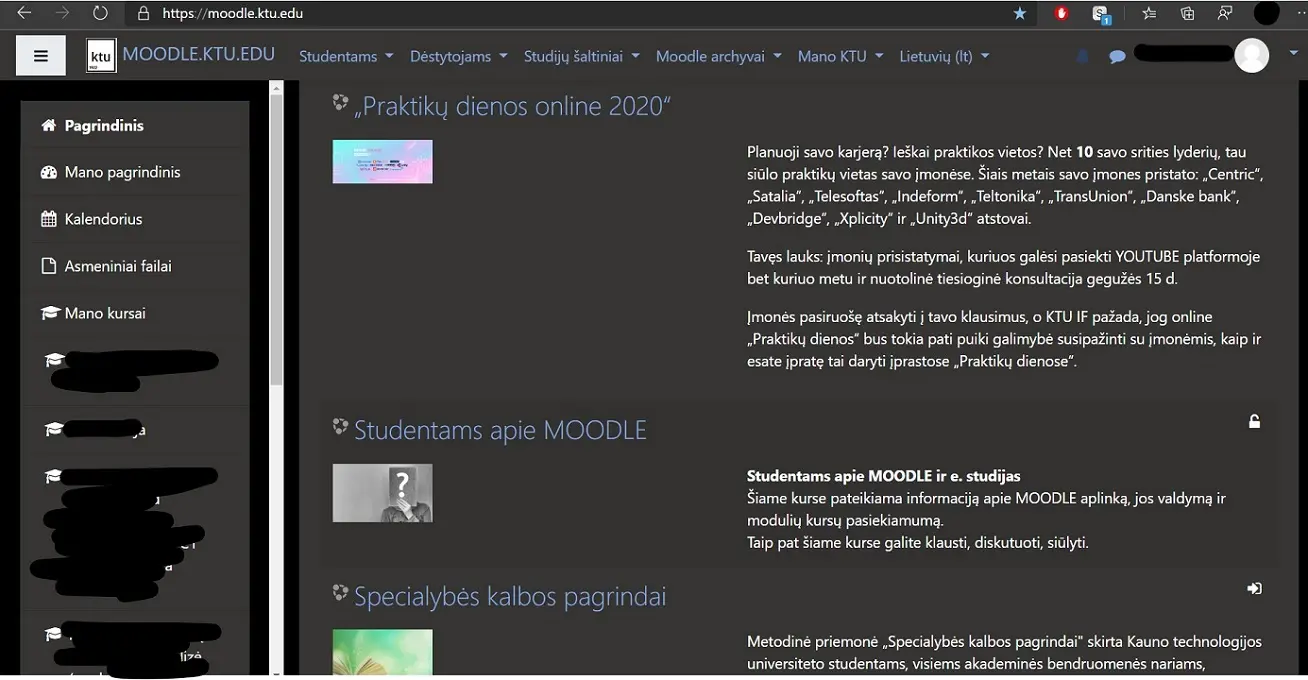 https://moodle.ktu.edu
S
1
ktu
1922
MOODLE.KTU.EDU
Studentams
Dėstytojams
Studijų šaltiniai
Moodle archyvai
Mano KTU
Lietuvių (lt)
Pagrindinis
Mano pagrindinis
Kalendorius
Asmeniniai failai
Mano kursai
„Praktikų dienos online 2020“
Planuoji savo karjerą? Ieškai praktikos vietos? Net 10 savo srities lyderių, tau
siūlo praktikų vietas savo įmonėse. Šiais metais savo įmones pristato: „Centric“,
„Satalia“, „Telesoftas“, „Indeform“, „Teltonika“, „TransUnion“, „Danske bank“,
„Devbridge“, „Xplicity“ ir „Unity3d“ atstovai.
Tavęs lauks: įmonių prisistatymai, kuriuos galėsi pasiekti YOUTUBE platformoje
bet kuriuo metu ir nuotolinė tiesioginė konsultacija gegužės 15 d.
Įmonės pasiruošę atsakyti į tavo klausimus, o KTU IF pažada, jog online
„Praktikų dienos“ bus tokia pati puiki galimybė susipažinti su įmonėmis, kaip ir
esate įpratę tai daryti įprastose „Praktikų dienose“.
Studentams apie MOODLE
?
Studentams apie MOODLE ir e. studijas
Šiame kurse pateikiama informaciją apie MOODLE aplinką, jos valdymą ir
modulių kursų pasiekiamumą.
Taip pat šiame kurse galite klausti, diskutuoti, siūlyti.
Specialybės kalbos pagrindai
Metodinė priemonė „Specialybės kalbos pagrindai" skirta Kauno technologijos
universiteto studentams, visiems akademinės bendruomenės nariams,